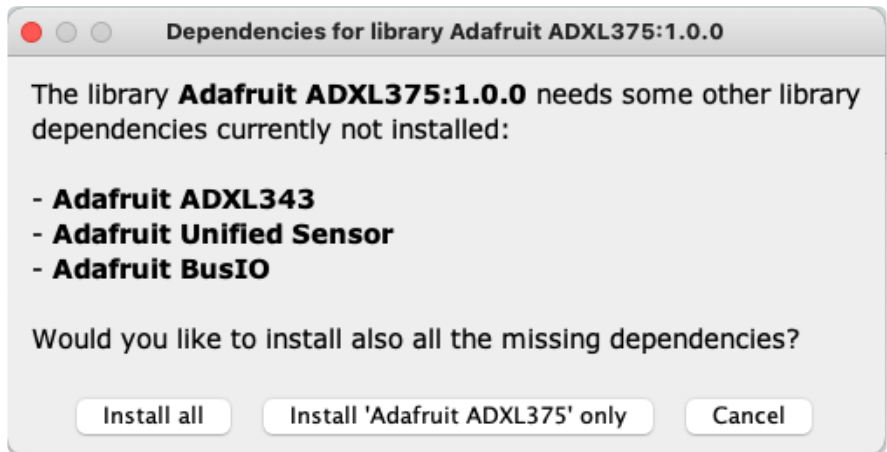 Dependencies for library Adafruit ADXL375:1.0.0
The library Adafruit ADXL375:1.0.0 needs some other library
dependencies currently not installed:
- Adafruit ADXL343
- Adafruit Unified Sensor
- Adafruit BusIO
Would you like to install also all the missing dependencies?
Install all
Install 'Adafruit ADXL375' only
Cancel